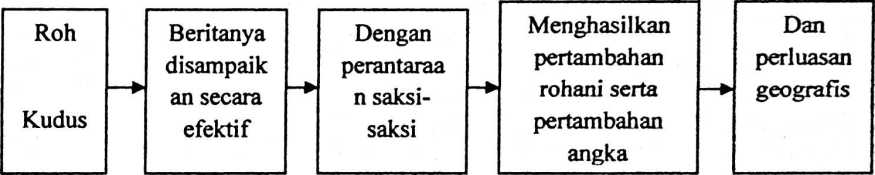 Roh
Kudus
Beritanya
disampaik
an secara
efektif
Dengan
perantaraa
n saksi-
saksi
Menghasilkan
pertambahan
rohani serta
pertambahan
angka
Dan
perluasan
geografis